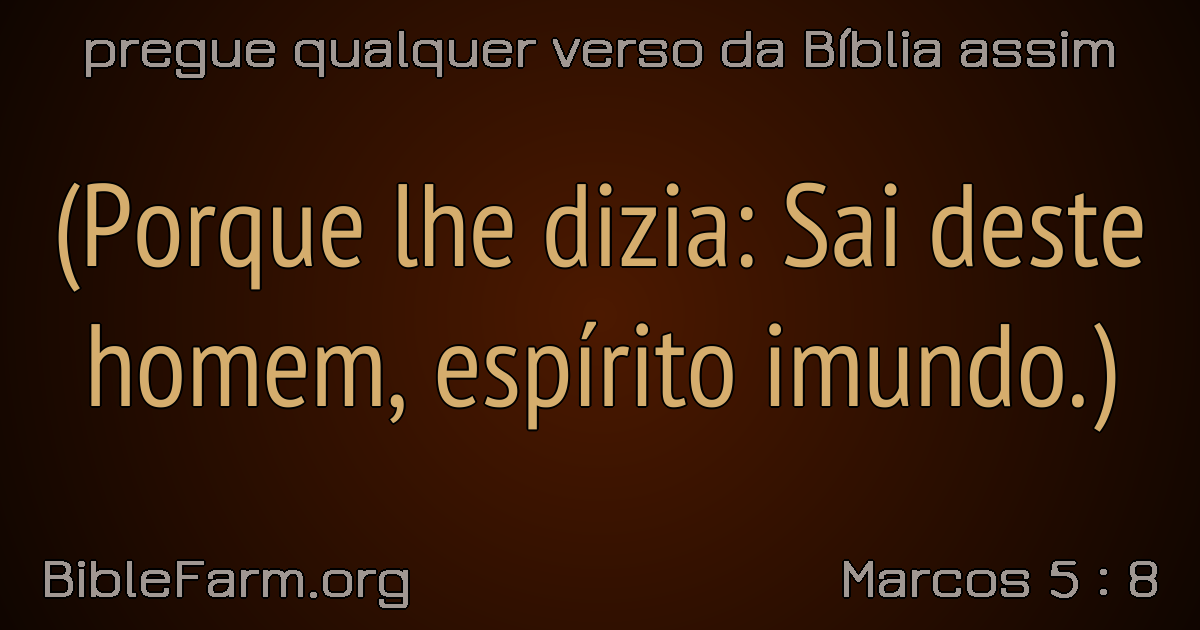 pregue qualquer verso da Bíblia assim
(Porque lhe dizia: Sai deste
homem, espírito imundo.)
BibleFarm.org
Marcos 5 : 8